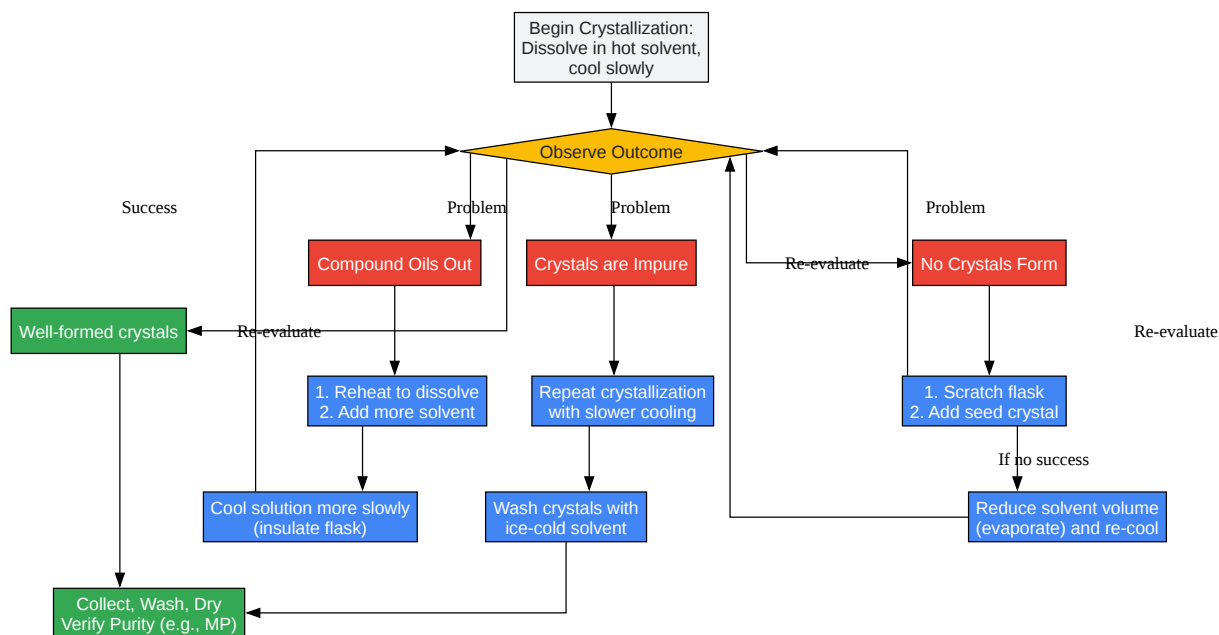 Begin Crystallization:
Dissolve in hot solvent,
cool slowly
Observe Outcome
Success
Problem
Problem
Problem
Compound Oils Out
Crystals are Impure
Re-evaluate
No Crystals Form
Well-formed crystals
Re-evaluate
Re-evaluate
1. Reheat to dissolve
2. Add more solvent
Repeat crystallization
with slower cooling
1. Scratch flask
2. Add seed crystal
If no success
Cool solution more slowly
(insulate flask)
Wash crystals with
ice-cold solvent
Reduce solvent volume
(evaporate) and re-cool
Collect, Wash, Dry
Verify Purity (e.g., MP)